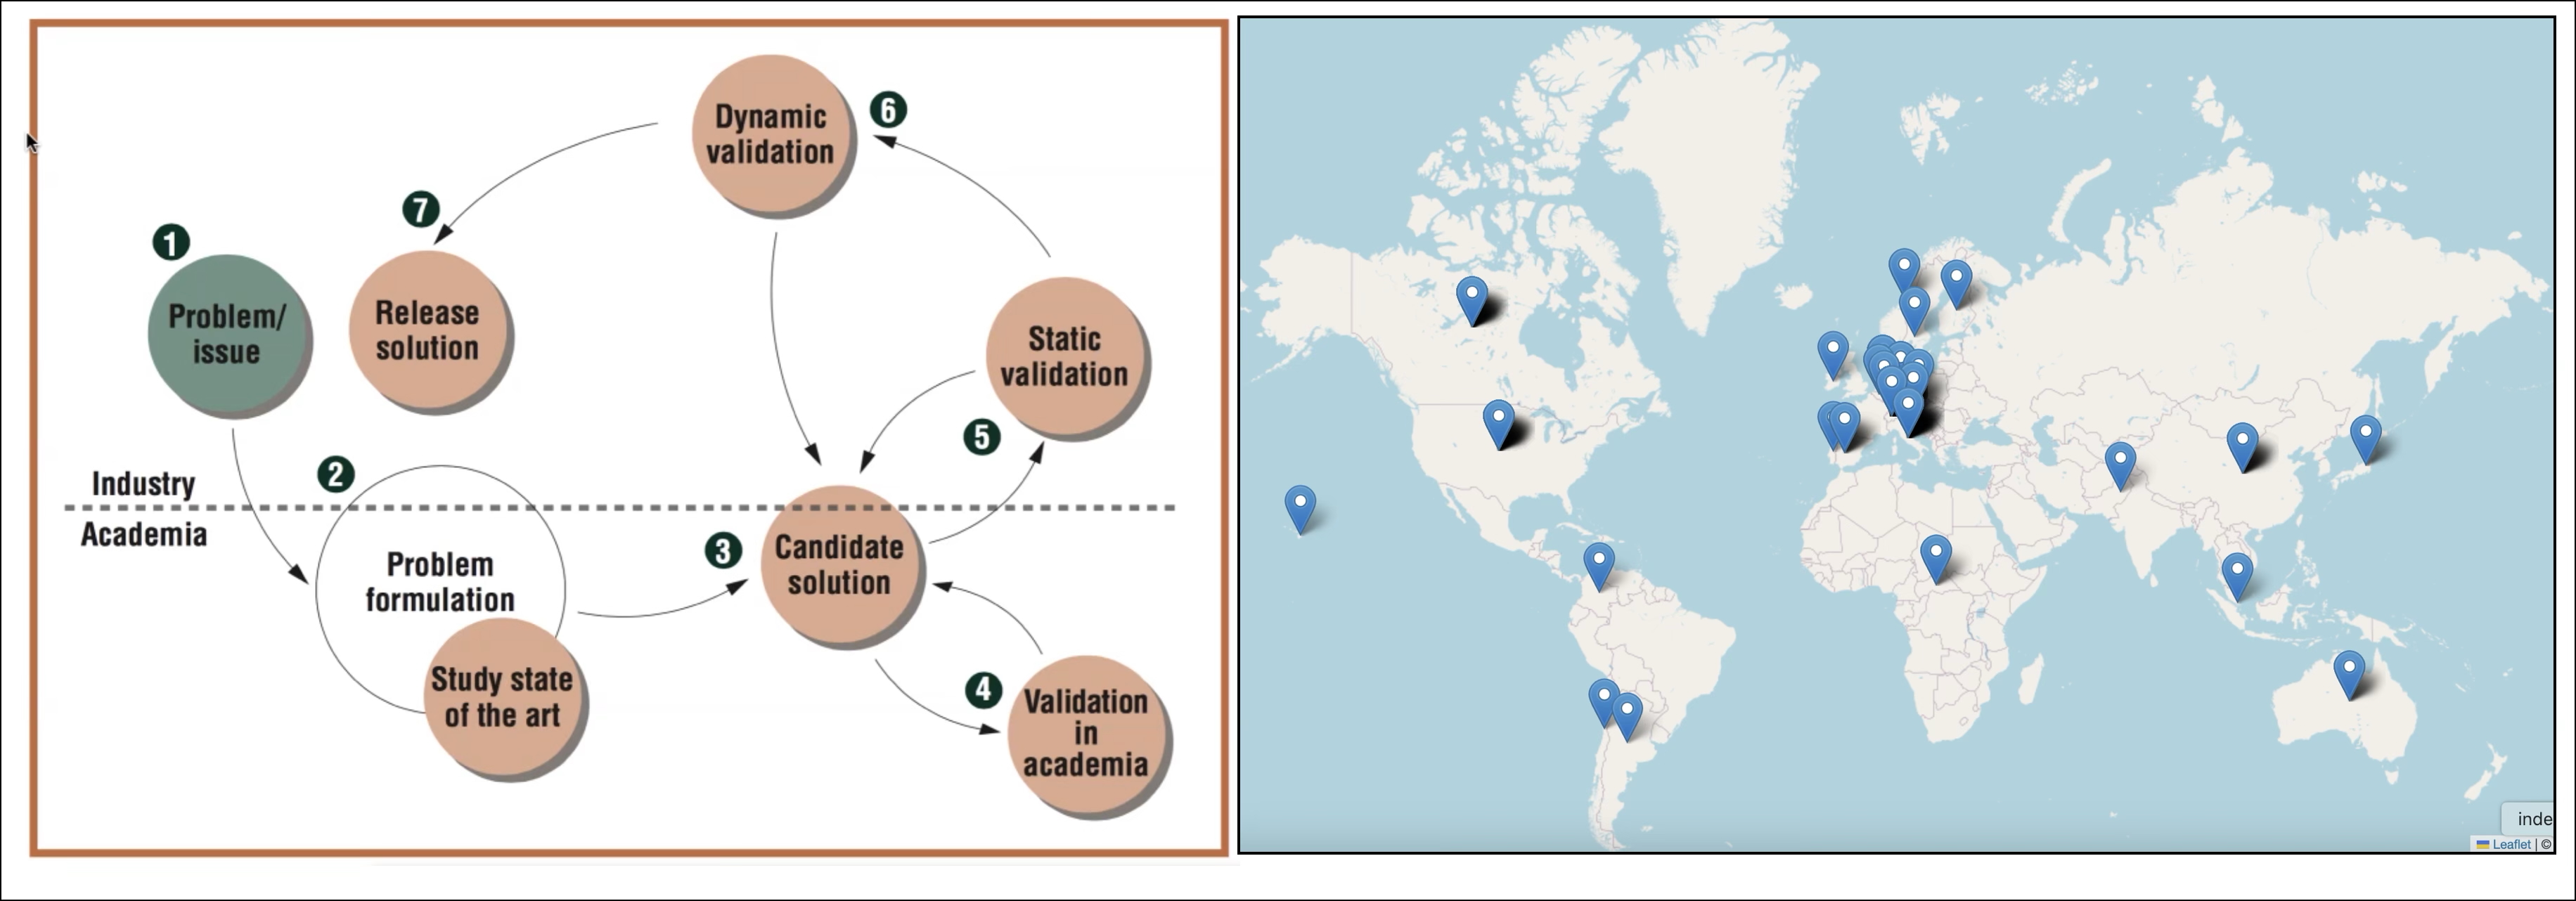 Dynamic
validation
6
7
1
Problem/
issue
Release
solution
Static
validation
5
2
Industry
Academia
Problem
formulation
3
Candidate
solution
Study state
of the art
4
Validation
in
academia
inde
Leaflet | ©